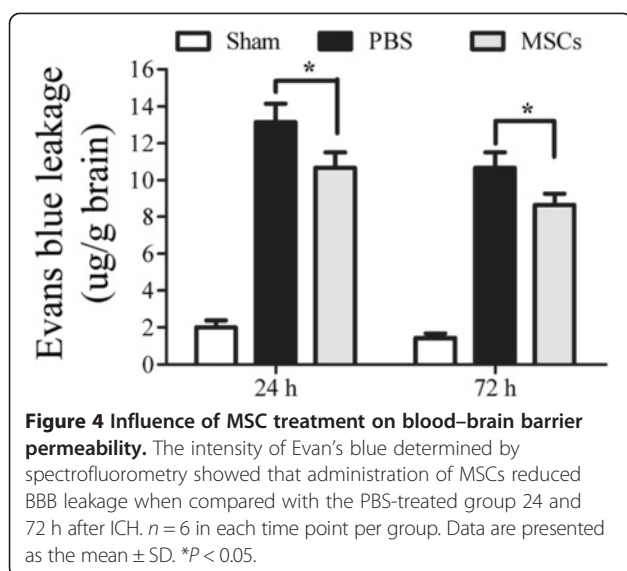 Sham PBS MSCs
Evans blue leakage
(ug/g brain)
16
14
12
10
8
6
4
2
0
*
*
24 h 72 h
Figure 4 Influence of MSC treatment on blood–brain barrier
permeability. The intensity of Evan's blue determined by
spectrofluorometry showed that administration of MSCs reduced
BBB leakage when compared with the PBS-treated group 24 and
72 h after ICH. n = 6 in each time point per group. Data are presented
as the mean ± SD. *P < 0.05.